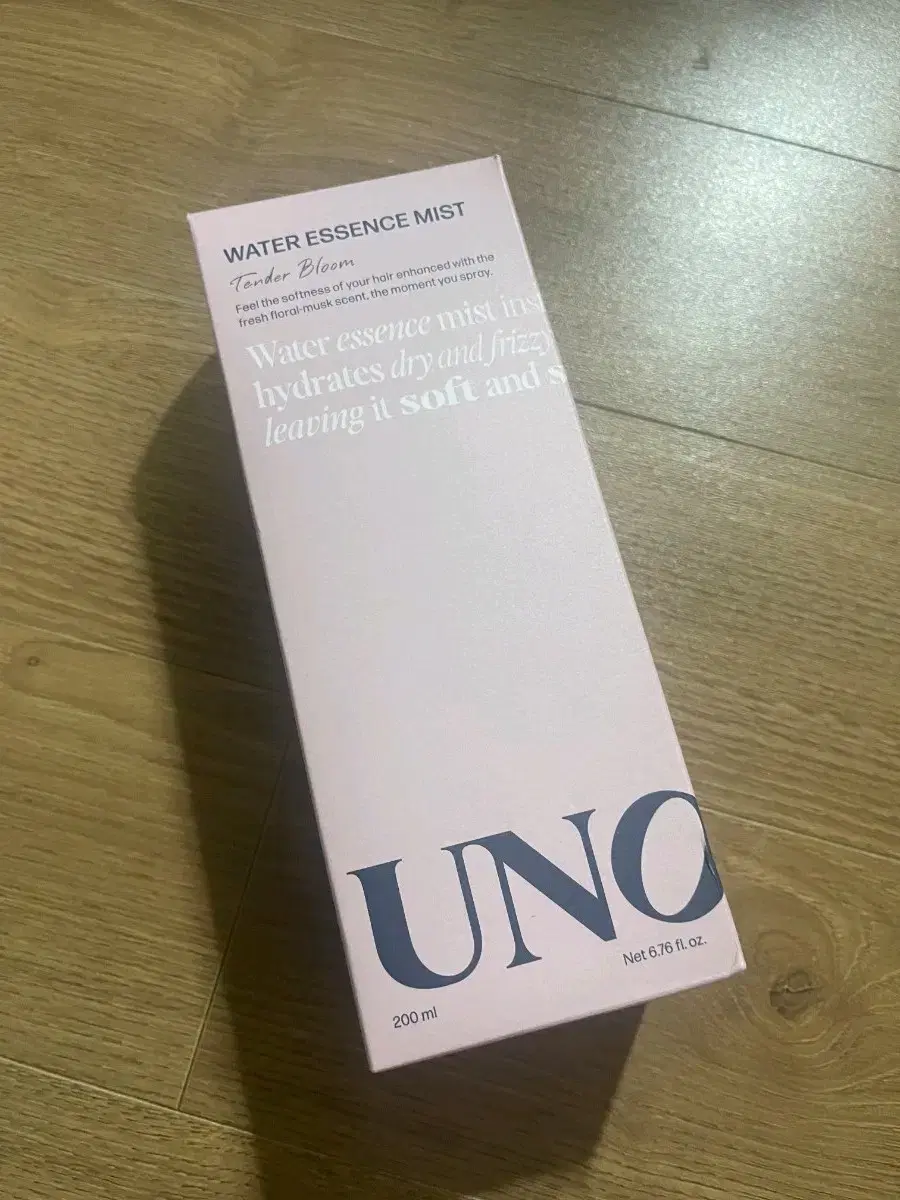 WATER ESSENCE MIST
Tender Bloom
Feel the softness of your hair enhanced with the
fresh floral-musk scent, the moment you spray.
Water essence mist
hydrates dry and frizzy
leaving it soft and
UNO
Net 6.76 fl. oz.
200 ml